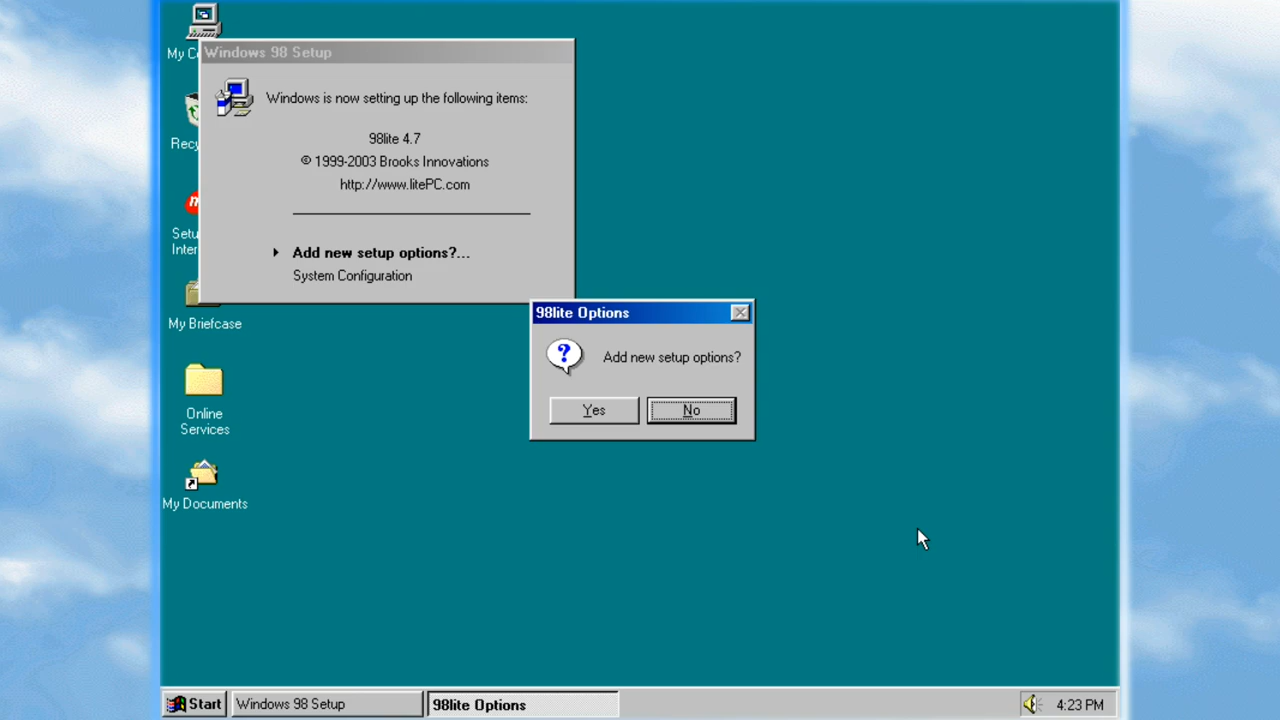 My C
Windows 98 Setup
Windows is now setting up the following items:
98lite 4.7
© 1999-2003 Brooks Innovations
http://www.litePC.com
Add new setup options?...
System Configuration
Recy
Setu
Inter
My Briefcase
Online
Services
My Documents
98lite Options
?
Add new setup options?
Yes
No
Start
Windows 98 Setup
98lite Options
4:23 PM